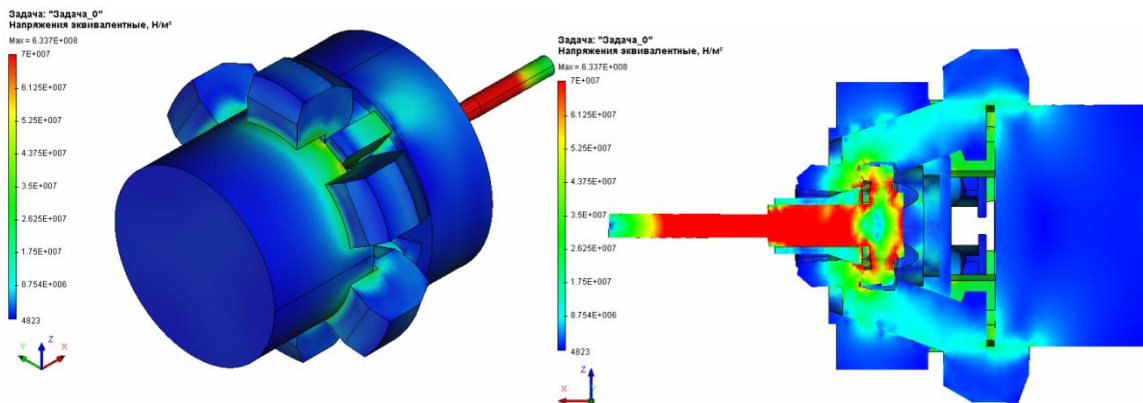 Задача: "Задача_0"
Напряжения эквивалентные, Н/м²
Max = 6.337E+008
7E+007
6.125E+007
5.25E+007
4.375E+007
3.5E+007
2.625E+007
1.75E+007
8.754E+006
4823
Z
Y
X
Задача: "Задача_0"
Напряжения эквивалентные, Н/м²
Max = 6.337E+008
7E+007
6.125E+007
5.25E+007
4.375E+007
3.5E+007
2.625E+007
1.75E+007
8.754E+006
4823
Z
X
Y